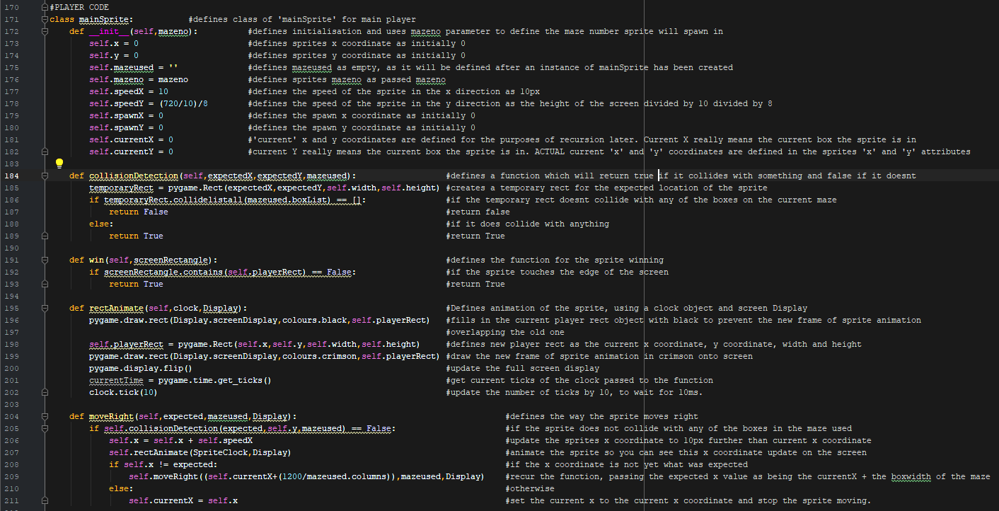 170 #PLAYER CODE
171 class mainSprite: #defines class of 'mainSprite' for main player
172 def __init__(self,mazeno): #defines initialisation and uses mazeno parameter to define the maze number sprite will spawn in
173 self.x = 0 #defines sprites x coordinate as initially 0
174 self.y = 0 #defines sprites y coordinate as initially 0
175 self.mazeused = '' #defines mazeused as empty, as it will be defined after an instance of mainSprite has been created
176 self.mazeno = mazeno #defines sprites mazeno as passed mazeno
177 self.speedX = 10 #defines the speed of the sprite in the x direction as 10px
178 self.speedY = (720/10)/8 #defines the speed of the sprite in the y direction as the height of the screen divided by 10 divided by 8
179 self.spawnX = 0 #defines the spawn x coordinate as initially 0
180 self.spawnY = 0 #defines the spawn y coordinate as initially 0
181 self.currentX = 0 #'current' x and y coordinates are defined for the purposes of recursion later. Current X really means the current box the sprite is in
182 self.currentY = 0 #current Y really means the current box the sprite is in. ACTUAL current 'x' and 'y' coordinates are defined in the sprites 'x' and 'y' attributes
183
184 def collisionDetection(self,expectedX,expectedY,mazeused): #defines a function which will return true if it collides with something and false if it doesnt
185 temporaryRect = pygame.Rect(expectedX,expectedY,self.width,self.height) #creates a temporary rect for the expected location of the sprite
186 if temporaryRect.collidelistall(mazeused.boxList) == []: #if the temporary rect doesnt collide with any of the boxes on the current maze
187 return False #return false
188 else: #if it does collide with anything
189 return True #return True
190
191 def win(self,screenRectangle): #defines the function for the sprite winning
192 if screenRectangle.contains(self.playerRect) == False: #if the sprite touches the edge of the screen
193 return True #return True
194
195 def rectAnimate(self,clock,Display): #Defines animation of the sprite, using a clock object and screen Display
196 pygame.draw.rect(Display.screenDisplay,colours.black,self.playerRect) #fills in the current player rect object with black to prevent the new frame of sprite animation
197 #overlapping the old one
198 self.playerRect = pygame.Rect(self.x,self.y,self.width,self.height) #defines new player rect as the current x coordinate, y coordinate, width and height
199 pygame.draw.rect(Display.screenDisplay,colours.crimson,self.playerRect) #draw the new frame of sprite animation in crimson onto screen
200 pygame.display.flip() #update the full screen display
201 currentTime = pygame.time.get_ticks() #get current ticks of the clock passed to the function
202 clock.tick(10) #update the number of ticks by 10, to wait for 10ms.
203
204 def moveRight(self,expected,mazeused,Display): #defines the way the sprite moves right
205 if self.collisionDetection(expected,self.y,mazeused) == False: #if the sprite does not collide with any of the boxes in the maze used
206 self.x = self.x + self.speedX #update the sprites x coordinate to 10px further than current x coordinate
207 self.rectAnimate(SpriteClock,Display) #animate the sprite so you can see this x coordinate update on the screen
208 if self.x != expected: #if the x coordinate is not yet what was expected
209 self.moveRight((self.currentX+(1200/mazeused.columns)),mazeused,Display) #recur the function, passing the expected x value as being the currentX + the boxwidth of the maze
210 else: #otherwise
211 self.currentX = self.x #set the current x to the current x coordinate and stop the sprite moving.